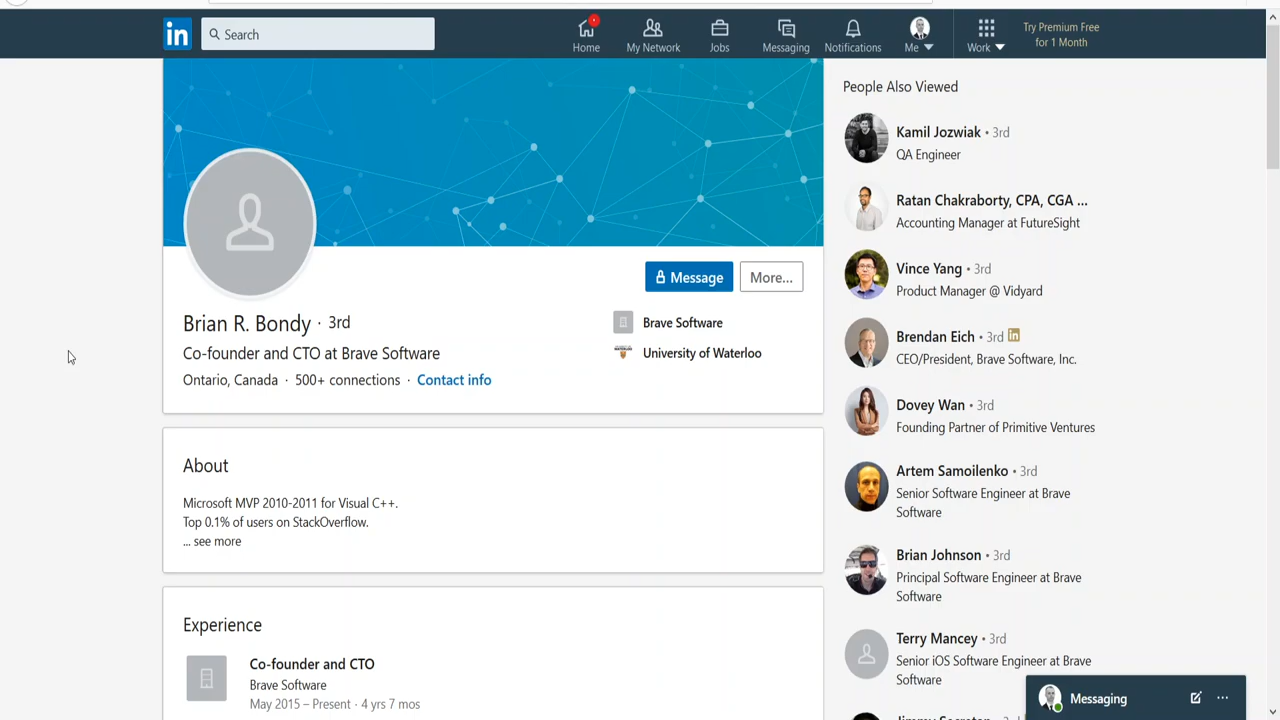 in
Search
Home
My Network
Jobs
Messaging
Notifications
Me
Work
Try Premium Free
for 1 Month
Brian R. Bondy · 3rd
Co-founder and CTO at Brave Software
Ontario, Canada · 500+ connections · Contact info
Message
More...
Brave Software
University of Waterloo
About
Microsoft MVP 2010-2011 for Visual C++.
Top 0.1% of users on StackOverflow.
... see more
Experience
Co-founder and CTO
Brave Software
May 2015 – Present · 4 yrs 7 mos
People Also Viewed
Kamil Jozwiak • 3rd
QA Engineer
Ratan Chakraborty, CPA, CGA ...
Accounting Manager at FutureSight
Vince Yang • 3rd
Product Manager @ Vidyard
Brendan Eich • 3rd in
CEO/President, Brave Software, Inc.
Dovey Wan • 3rd
Founding Partner of Primitive Ventures
Artem Samoilenko • 3rd
Senior Software Engineer at Brave
Software
Brian Johnson • 3rd
Principal Software Engineer at Brave
Software
Terry Mancey • 3rd
Senior iOS Software Engineer at Brave
Software
Messaging